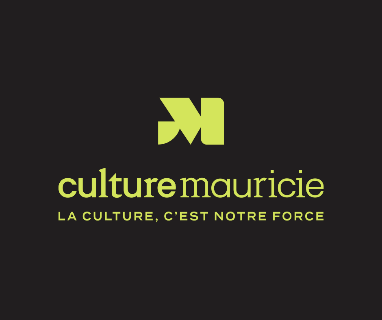 culturemauricie
LA CULTURE, C'EST NOTRE FORCE